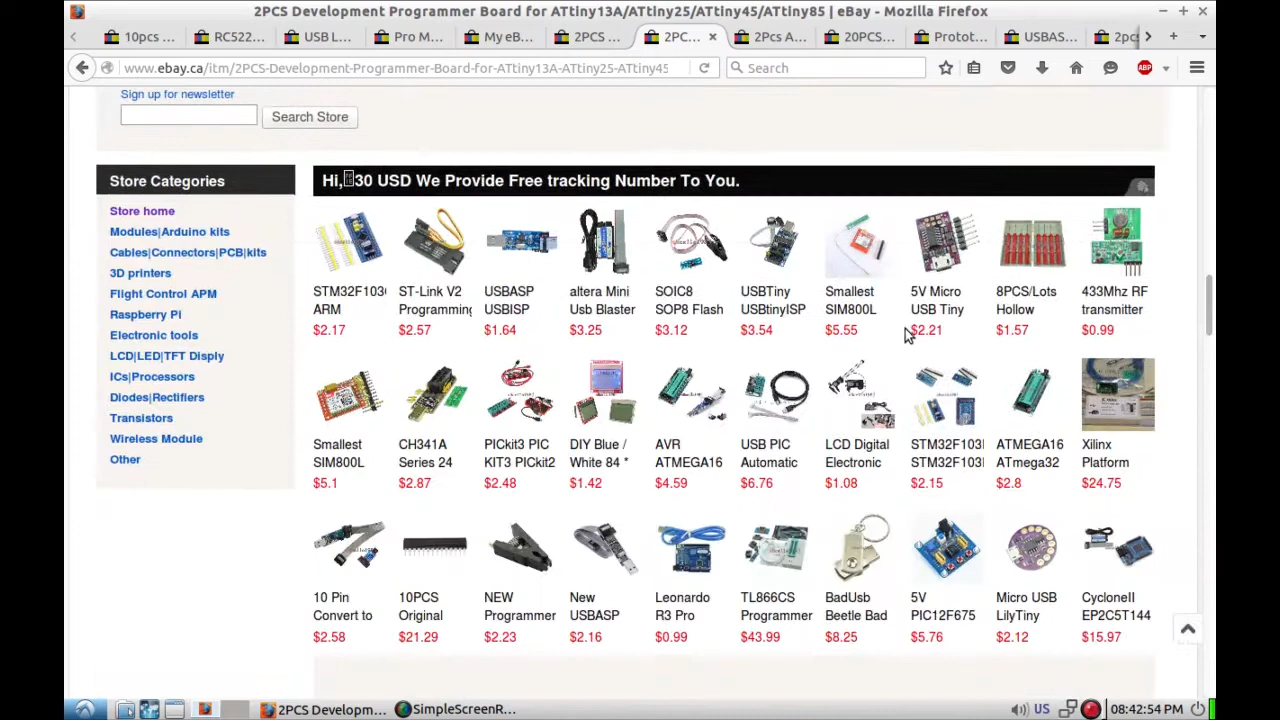 2PCS Development Programmer Board for ATtiny13A/ATtiny25/ATtiny45/ATtiny85 | eBay - Mozilla Firefox
10pcs ... RC522... USB L... Pro M... My eB... 2PCS ... 2PC... 2Pcs A... 20PCS... Protot... USBAS... 2pcs
www.ebay.ca/itm/2PCS-Development-Programmer-Board-for-ATtiny13A-ATtiny25-ATtiny45 Search ABP
Sign up for newsletter
Search Store
Store Categories
Store home
Modules|Arduino kits
Cables|Connectors|PCB|kits
3D printers
Flight Control APM
Raspberry Pi
Electronic tools
LCD|LED|TFT Disply
ICs|Processors
Diodes|Rectifiers
Transistors
Wireless Module
Other
Hi, 30 USD We Provide Free tracking Number To You.
STM32F103 ST-Link V2 USBASP altera Mini SOIC8 USBTiny Smallest 5V Micro 8PCS/Lots 433Mhz RF
ARM Programming USBISP Usb Blaster SOP8 Flash USBtinyISP SIM800L USB Tiny Hollow transmitter
$2.17 $2.57 $1.64 $3.25 $3.12 $3.54 $5.55 $2.21 $1.57 $0.99
Smallest CH341A PICkit3 PIC DIY Blue / AVR USB PIC LCD Digital STM32F103 ATMEGA16 Xilinx
SIM800L Series 24 KIT3 PICkit2 White 84 * ATMEGA16 Automatic Electronic STM32F103 ATmega32 Platform
$5.1 $2.87 $2.48 $1.42 $4.59 $6.76 $1.08 $2.15 $2.8 $24.75
10 Pin 10PCS NEW New Leonardo TL866CS BadUsb 5V Micro USB CycloneII
Convert to Original Programmer USBASP R3 Pro Programmer Beetle Bad PIC12F675 LilyTiny EP2C5T144
$2.58 $21.29 $2.23 $2.16 $0.99 $43.99 $8.25 $5.76 $2.12 $15.97
2PCS Developm... SimpleScreenR... US 08:42:54 PM